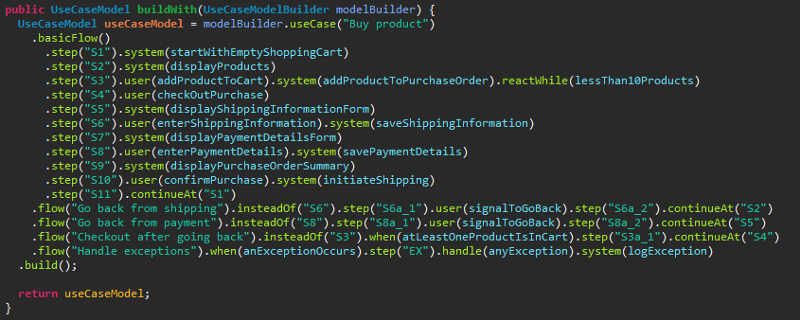 public UseCaseModel buildWith(UseCaseModelBuilder modelBuilder) {
  UseCaseModel useCaseModel = modelBuilder.useCase("Buy product")
    .basicFlow()
      .step("S1").system(startWithEmptyShoppingCart)
      .step("S2").system(displayProducts)
      .step("S3").user(addProductToCart).system(addProductToPurchaseOrder).reactWhile(lessThan10Products)
      .step("S4").user(checkOutPurchase)
      .step("S5").system(displayShippingInformationForm)
      .step("S6").user(enterShippingInformation).system(saveShippingInformation)
      .step("S7").system(displayPaymentDetailsForm)
      .step("S8").user(enterPaymentDetails).system(savePaymentDetails)
      .step("S9").system(displayPurchaseOrderSummary)
      .step("S10").user(confirmPurchase).system(initiateShipping)
      .step("S11").continueAt("S1")
    .flow("Go back from shipping").insteadOf("S6").step("S6a_1").user(signalToGoBack).step("S6a_2").continueAt("S2")
    .flow("Go back from payment").insteadOf("S8").step("S8a_1").user(signalToGoBack).step("S8a_2").continueAt("S5")
    .flow("Checkout after going back").insteadOf("S3").when(atLeastOneProductIsInCart).step("S3a_1").continueAt("S4")
    .flow("Handle exceptions").when(anExceptionOccurs).step("EX").handle(anyException).system(logException)
  .build();
  return useCaseModel;
}